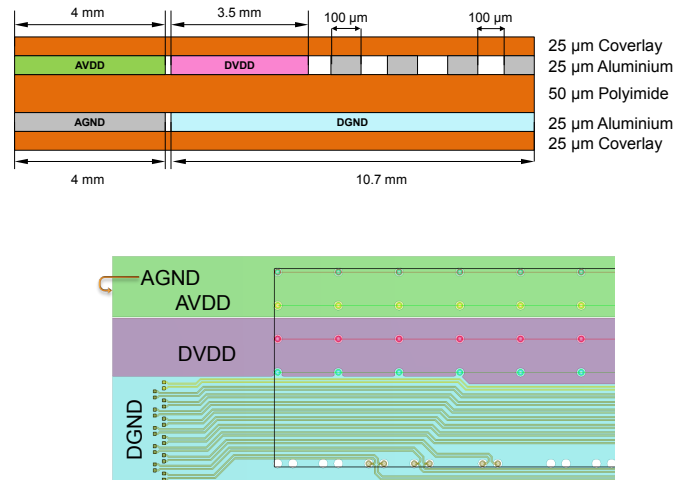 4 mm
3.5 mm
100 µm
100 µm
25 µm Coverlay
AVDD
DVDD
25 µm Aluminium
50 µm Polyimide
AGND
DGND
25 µm Aluminium
25 µm Coverlay
4 mm
10.7 mm
AGND
AVDD
DVDD
DGND